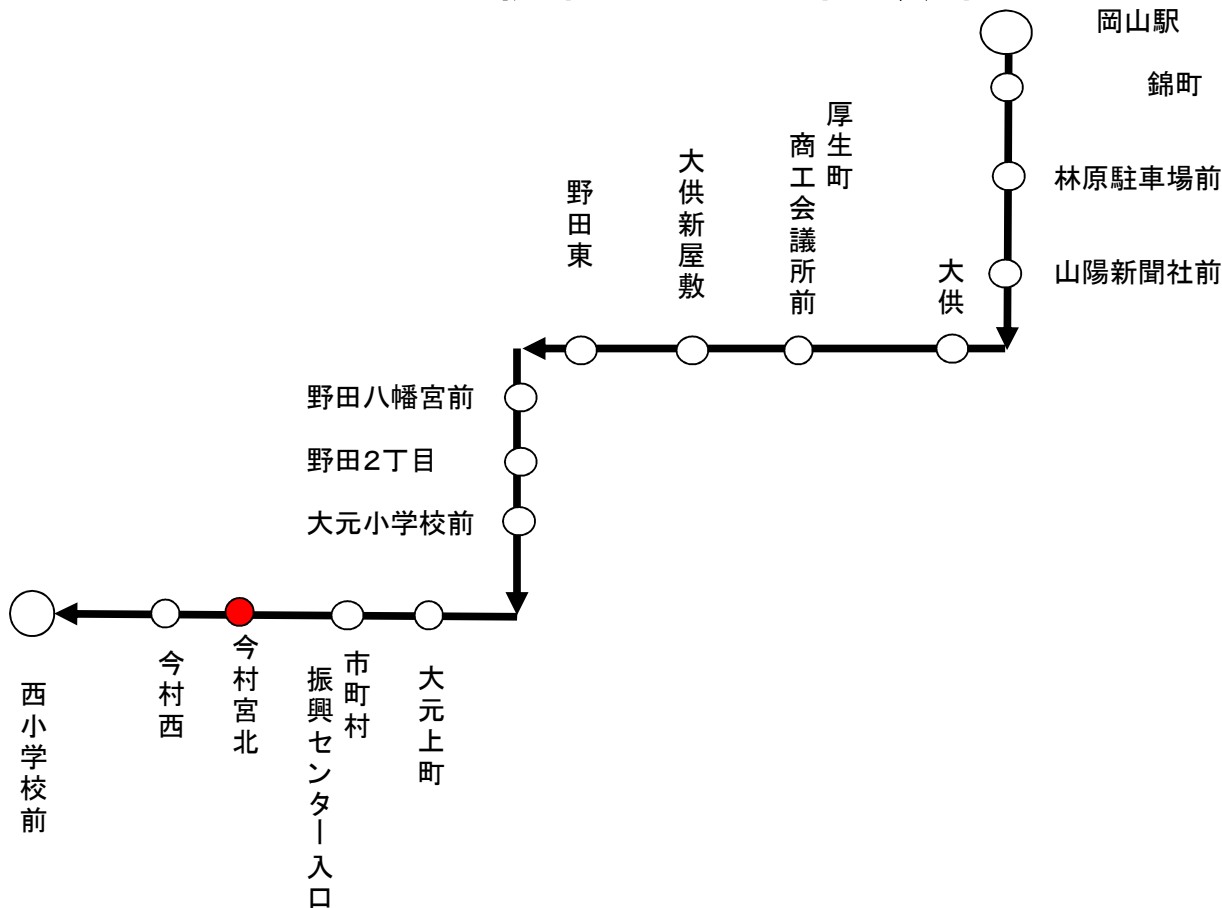 岡山駅
錦町
林原駐車場前
山陽新聞社前
大供
厚生町
商工会議所前
大供新屋敷
野田東
野田八幡宮前
野田2丁目
大元小学校前
大元上町
市町村
振興センター入口
今村宮北
今村西
西小学校前